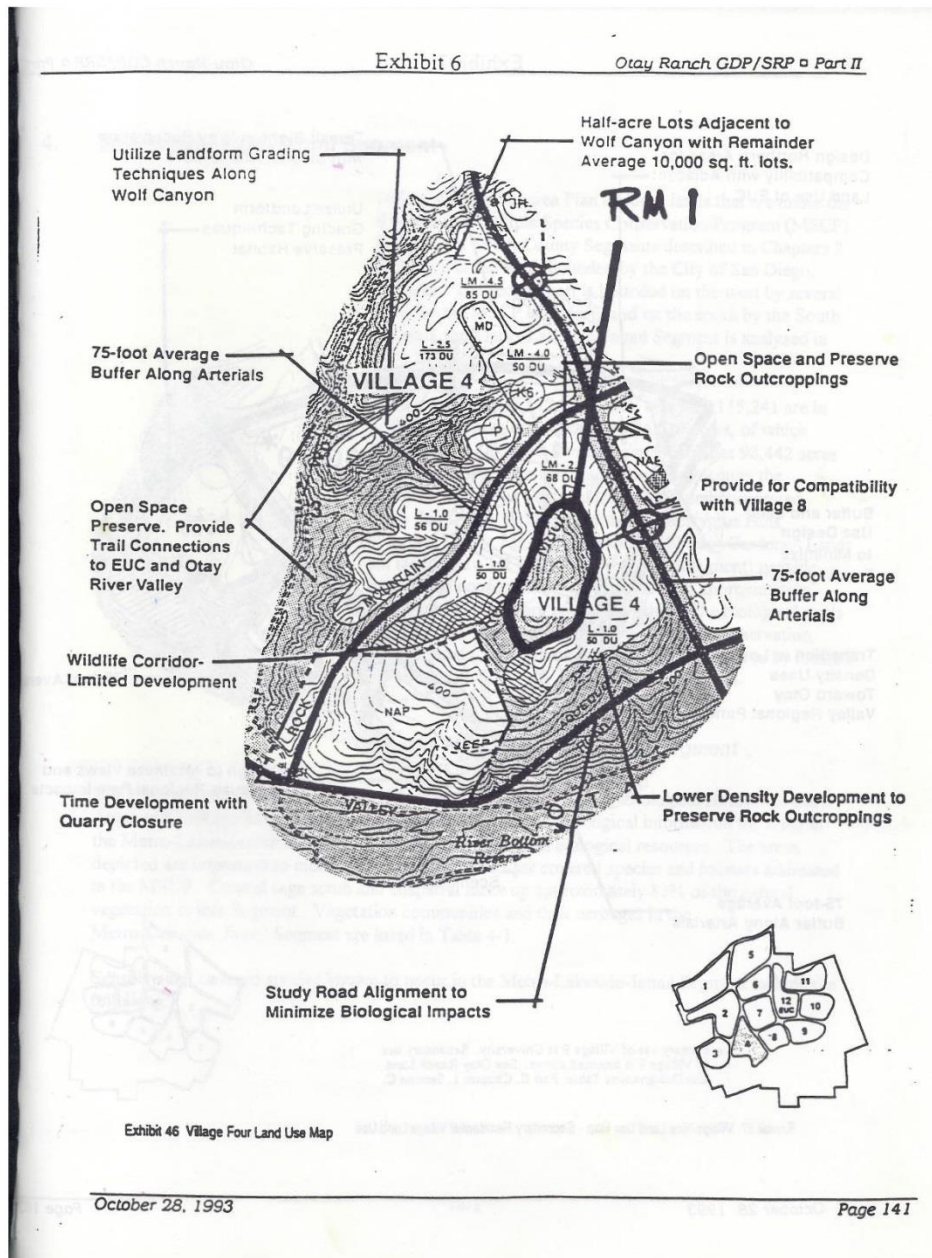 Exhibit 6
Otay Ranch GDP/SRP ¤ Part II
Half-acre Lots Adjacent to
Wolf Canyon with Remainder
Average 10,000 sq. ft. lots.
Utilize Landform Grading
Techniques Along
Wolf Canyon
RM 1
J.H.
LM - 4.5
85 DU
MD
L - 2.5
173 DU
LM - 4.0
50 DU
75-foot Average
Buffer Along Arterials
VILLAGE 4
Open Space and Preserve
Rock Outcroppings
P
LM - 2.
68 DU
NAP
Provide for Compatibility
with Village 8
Open Space
Preserve. Provide
Trail Connections
to EUC and Otay
River Valley
L - 1.0
56 DU
MOUNTAIN
L - 1.0
50 DU
VILLAGE 4
L - 1.0
50 DU
75-foot Average
Buffer Along
Arterials
Wildlife Corridor-
Limited Development
ROCK
NAP
600
JEEP
Time Development with
Quarry Closure
VALLEY
O T A
River Bottom
Lower Density Development to
Preserve Rock Outcroppings
Study Road Alignment to
Minimize Biological Impacts
5
1
6
11
2
7
12
EUC
10
3
4
8
9
Exhibit 46 Village Four Land Use Map
October 28, 1993
Page 141